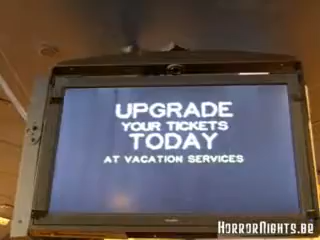 UPGRADE
YOUR TICKETS
TODAY
AT VACATION SERVICES
HORRORNIGHTS.BE